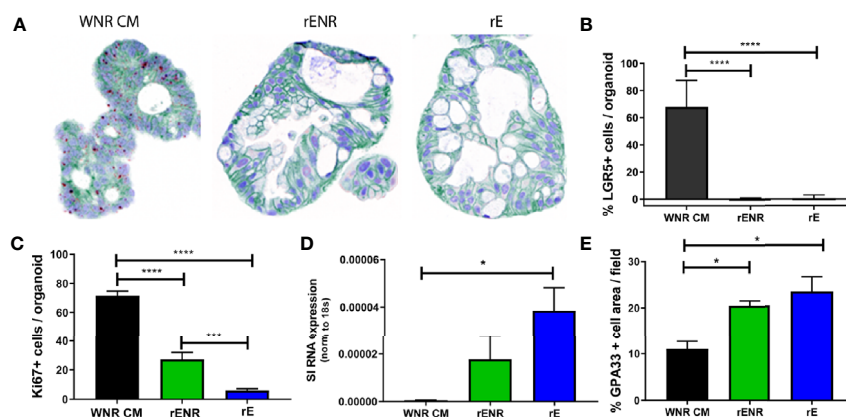 A
WNR CM
rENR
rE
B
% LGR5+ cells / organoid
100
80
60
40
20
0
****
****
WNR CM
rENR
rE
C
Ki67+ cells / organoid
100
80
60
40
20
0
****
****
***
WNR CM
rENR
rE
D
SI RNA expression
(norm to 18s)
0.00006
0.00004
0.00002
0.00000
*
WNR CM
rENR
rE
E
% GPA33 + cell area / field
30
20
10
0
*
*
WNR CM
rENR
rE